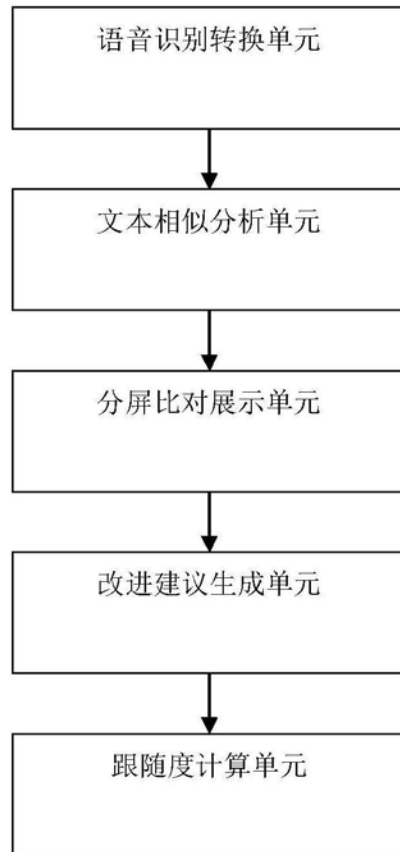 语音识别转换单元
文本相似分析单元
分屏比对展示单元
改进建议生成单元
跟随度计算单元